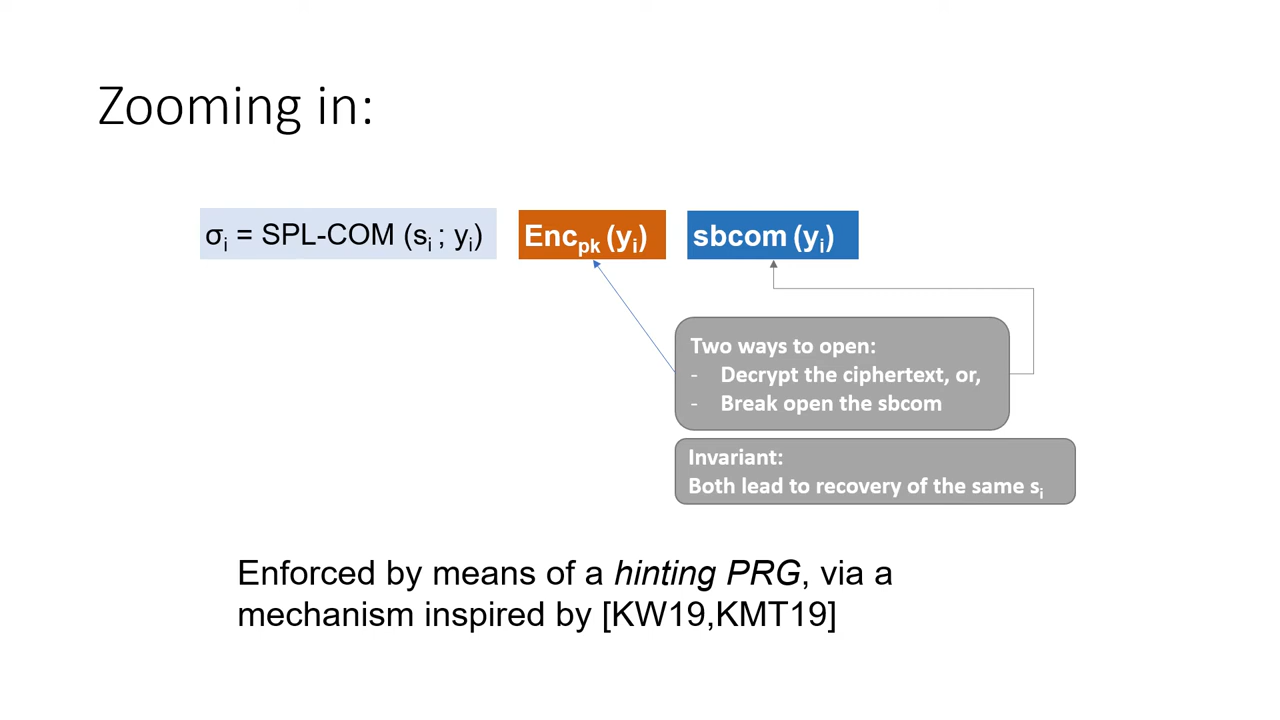 Zooming in:
σi = SPL-COM (si ; yi)
Encpk (yi)
sbcom (yi)
Two ways to open:
- Decrypt the ciphertext, or,
- Break open the sbcom
Invariant:
Both lead to recovery of the same si
Enforced by means of a hinting PRG, via a
mechanism inspired by [KW19,KMT19]